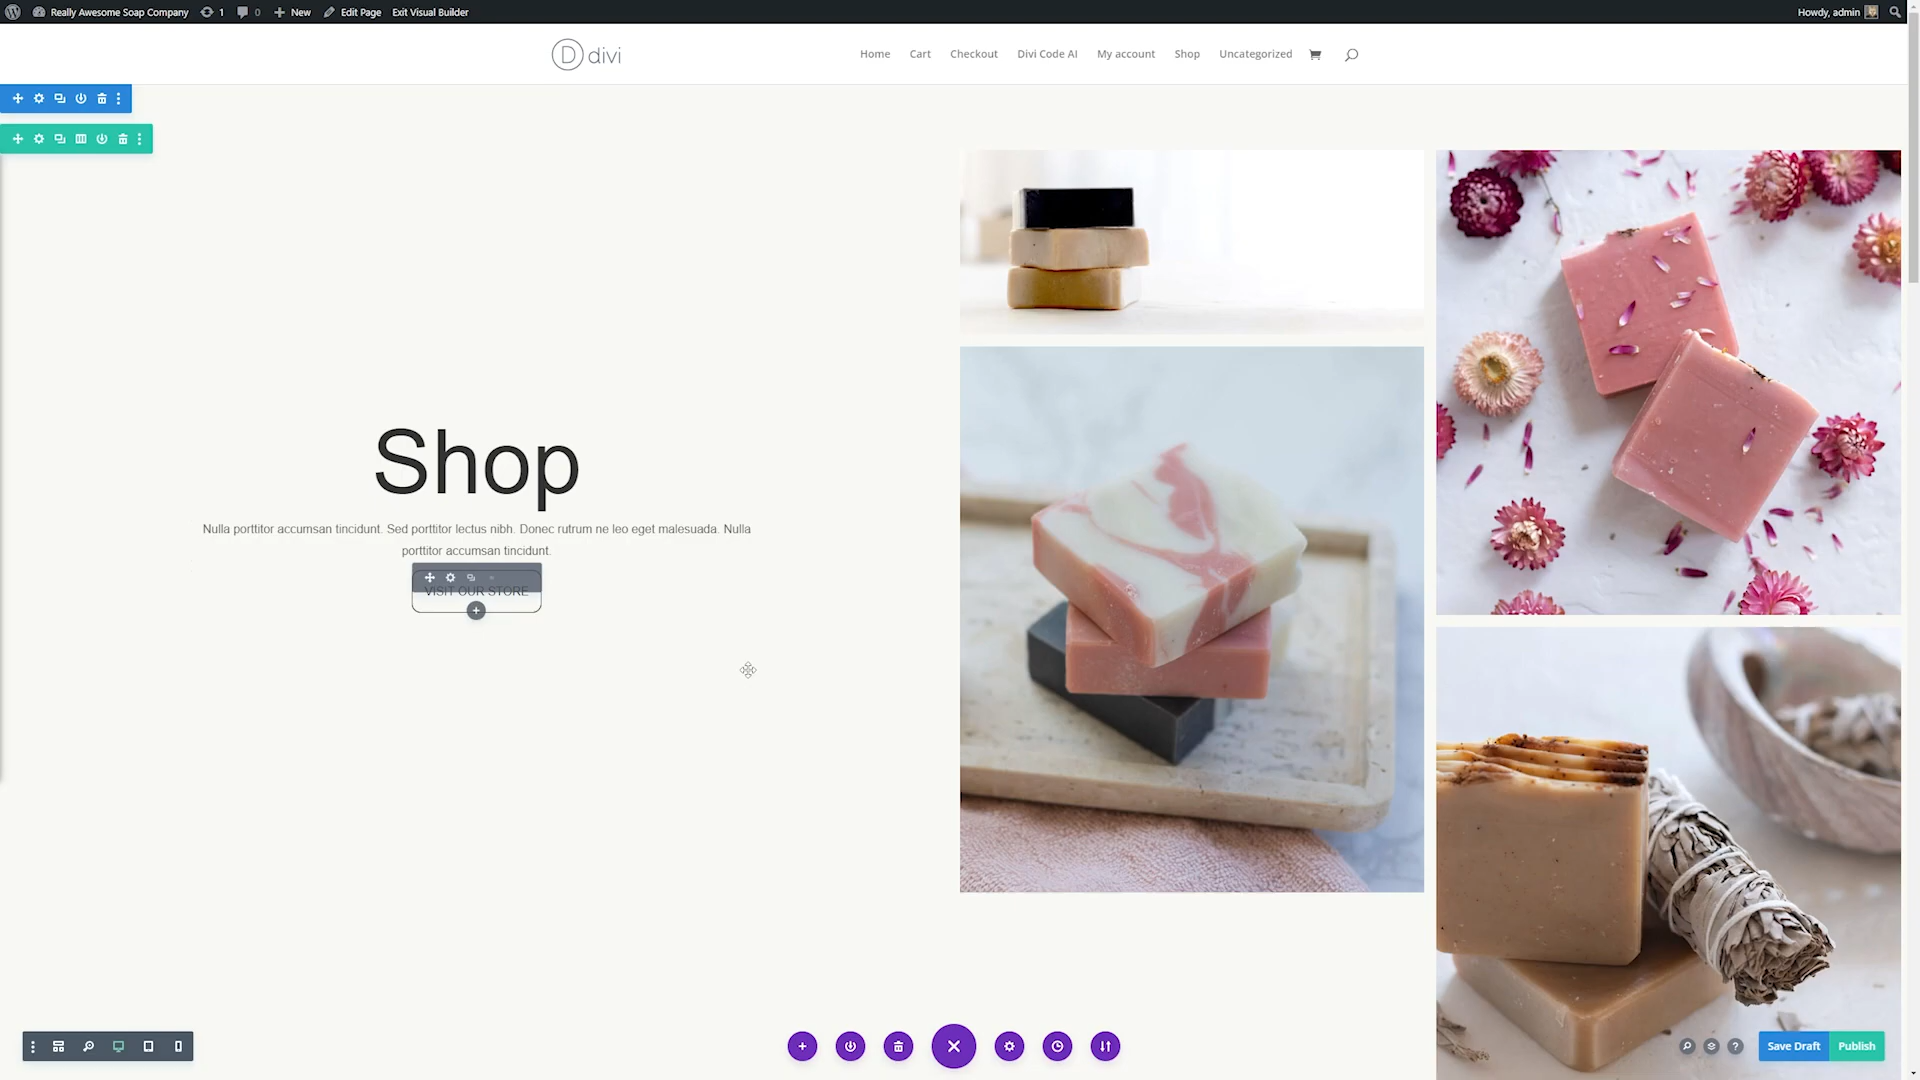 Really Awesome Soap Company 1 0 New Edit Page Exit Visual Builder Howdy, admin
D divi Home Cart Checkout Divi Code AI My account Shop Uncategorized
Shop
Nulla porttitor accumsan tincidunt. Sed porttitor lectus nibh. Donec rutrum ne leo eget malesuada. Nulla
porttitor accumsan tincidunt.
VISIT OUR STORE
? Save Draft Publish